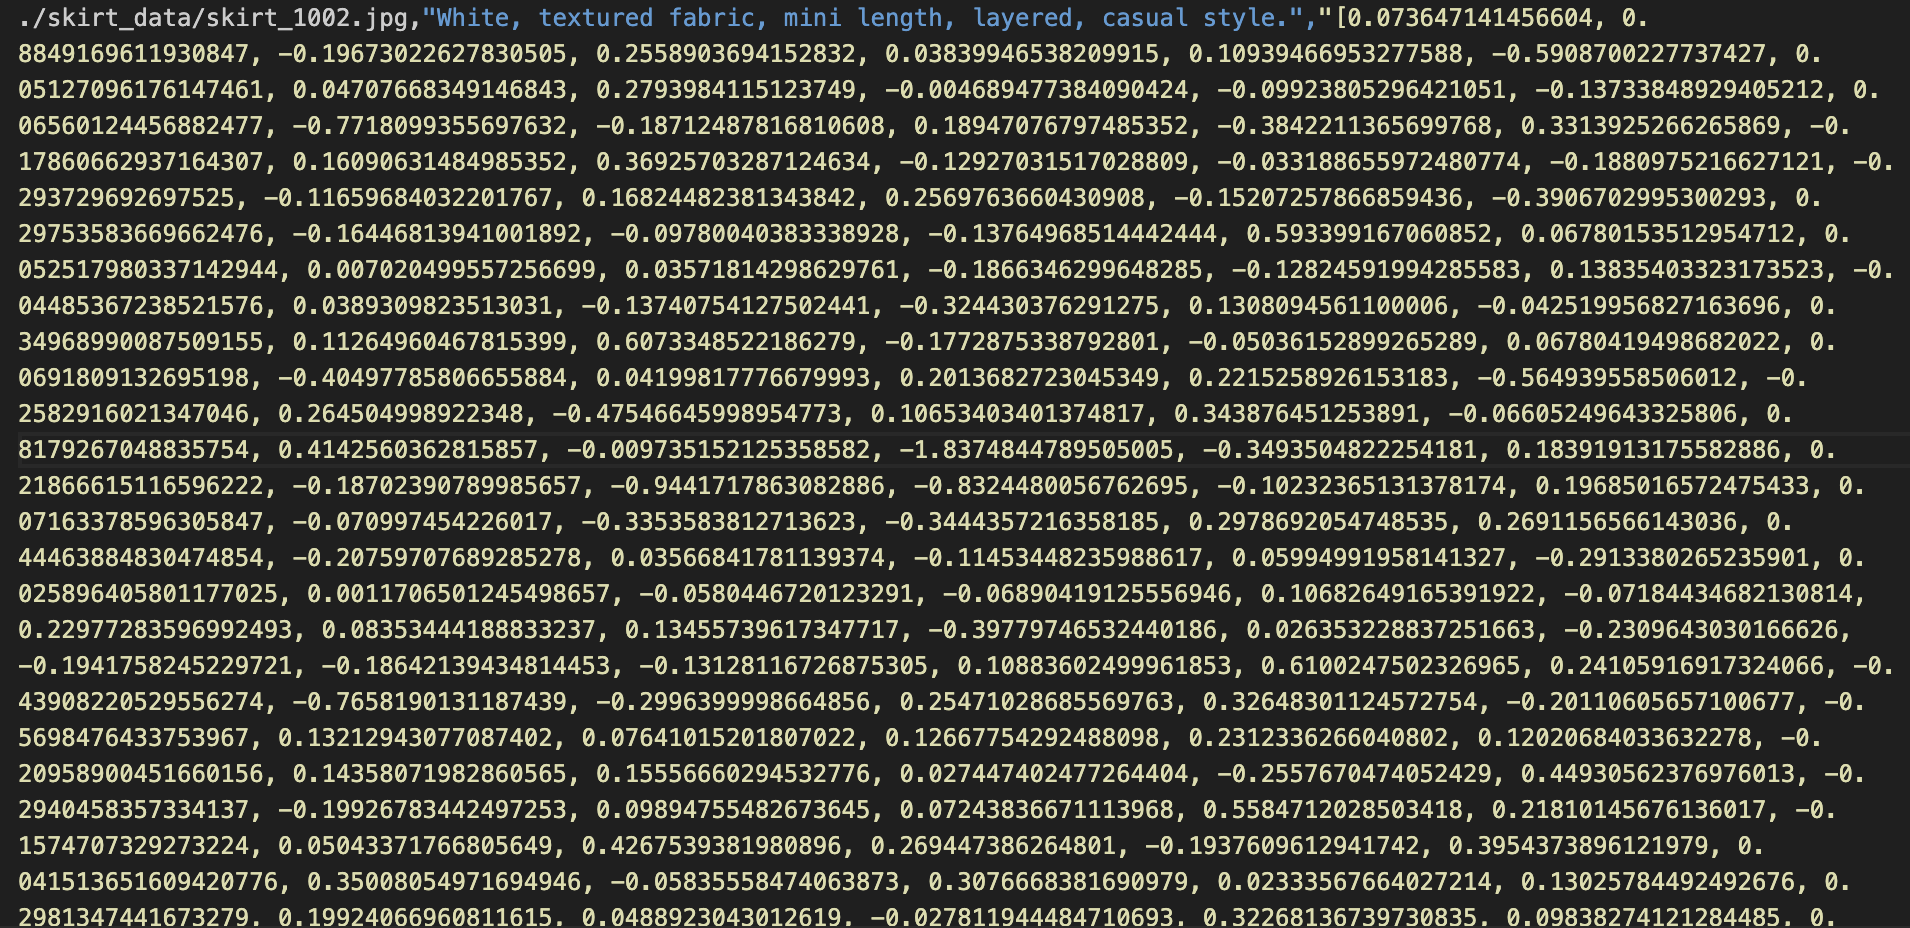 ./skirt_data/skirt_1002.jpg,"White, textured fabric, mini length, layered, casual style.","[0.073647141456604, 0.
8849169611930847, -0.19673022627830505, 0.2558903694152832, 0.03839946538209915, 0.10939466953277588, -0.5908700227737427, 0.
05127096176147461, 0.04707668349146843, 0.2793984115123749, -0.004689477384090424, -0.09923805296421051, -0.13733848929405212, 0.
06560124456882477, -0.7718099355697632, -0.18712487816810608, 0.18947076797485352, -0.3842211365699768, 0.3313925266265869, -0.
17860662937164307, 0.16090631484985352, 0.36925703287124634, -0.12927031517028809, -0.033188655972480774, -0.1880975216627121, -0.
293729692697525, -0.11659684032201767, 0.16824482381343842, 0.2569763660430908, -0.15207257866859436, -0.3906702995300293, 0.
29753583669662476, -0.16446813941001892, -0.09780040383338928, -0.13764968514442444, 0.593399167060852, 0.06780153512954712, 0.
052517980337142944, 0.007020499557256699, 0.03571814298629761, -0.1866346299648285, -0.12824591994285583, 0.13835403323173523, -0.
04485367238521576, 0.0389309823513031, -0.13740754127502441, -0.324430376291275, 0.1308094561100006, -0.042519956827163696, 0.
34968990087509155, 0.11264960467815399, 0.6073348522186279, -0.1772875338792801, -0.05036152899265289, 0.06780419498682022, 0.
0691809132695198, -0.40497785806655884, 0.04199817776679993, 0.2013682723045349, 0.2215258926153183, -0.564939558506012, -0.
2582916021347046, 0.264504998922348, -0.47546645998954773, 0.10653403401374817, 0.343876451253891, -0.06605249643325806, 0.
8179267048835754, 0.4142560362815857, -0.009735152125358582, -1.8374844789505005, -0.3493504822254181, 0.18391913175582886, 0.
21866615116596222, -0.18702390789985657, -0.9441717863082886, -0.8324480056762695, -0.10232365131378174, 0.19685016572475433, 0.
07163378596305847, -0.070997454226017, -0.3353583812713623, -0.3444357216358185, 0.2978692054748535, 0.2691156566143036, 0.
44463884830474854, -0.20759707689285278, 0.03566841781139374, -0.11453448235988617, 0.05994991958141327, -0.2913380265235901, 0.
025896405801177025, 0.0011706501245498657, -0.0580446720123291, -0.06890419125556946, 0.10682649165391922, -0.07184434682130814,
0.22977283596992493, 0.08353444188833237, 0.13455739617347717, -0.39779746532440186, 0.026353228837251663, -0.2309643030166626,
-0.1941758245229721, -0.18642139434814453, -0.13128116726875305, 0.10883602499961853, 0.6100247502326965, 0.24105916917324066, -0.
43908220529556274, -0.7658190131187439, -0.2996399998664856, 0.25471028685569763, 0.32648301124572754, -0.20110605657100677, -0.
5698476433753967, 0.13212943077087402, 0.07641015201807022, 0.12667754292488098, 0.2312336266040802, 0.12020684033632278, -0.
20958900451660156, 0.14358071982860565, 0.15556660294532776, 0.027447402477264404, -0.2557670474052429, 0.44930562376976013, -0.
2940458357334137, -0.19926783442497253, 0.09894755482673645, 0.07243836671113968, 0.5584712028503418, 0.21810145676136017, -0.
1574707329273224, 0.05043371766805649, 0.4267539381980896, 0.269447386264801, -0.1937609612941742, 0.3954373896121979, 0.
041513651609420776, 0.35008054971694946, -0.05835558474063873, 0.3076668381690979, 0.02333567664027214, 0.13025784492492676, 0.
2981347441673279, 0.19924066960811615, 0.0488923043012619, -0.027811944484710693, 0.32268136739730835, 0.09838274121284485, 0.